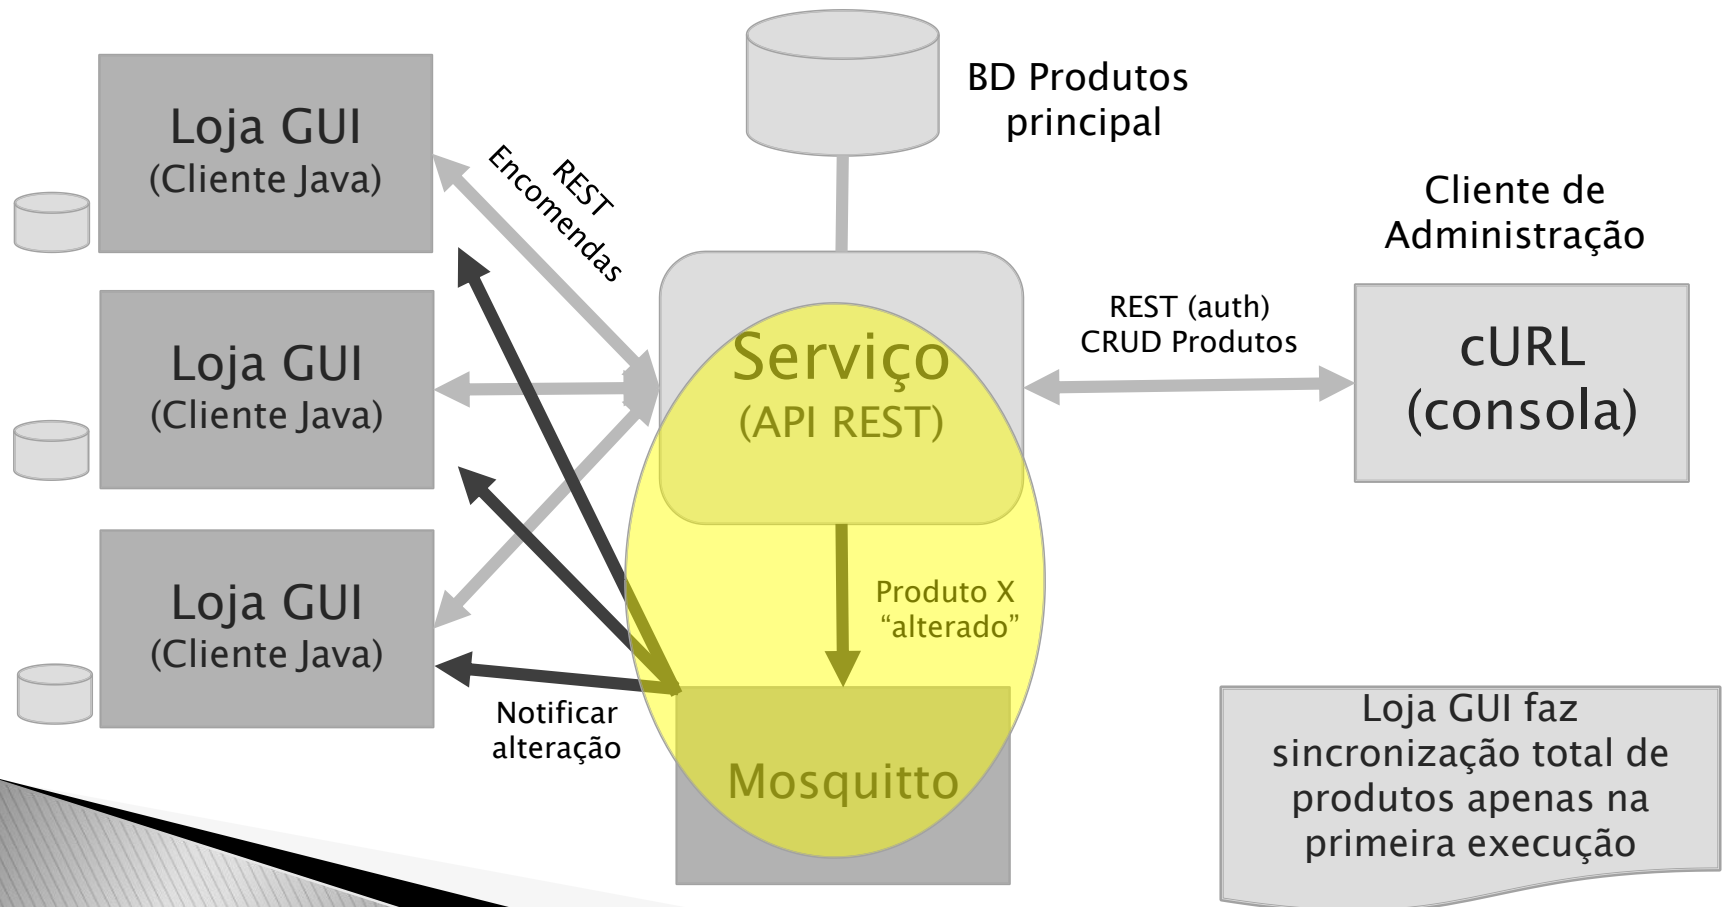 BD Produtos
principal
Loja GUI
(Cliente Java)
REST
Encomendas
Cliente de
Administração
Loja GUI
(Cliente Java)
Serviço
(API REST)
REST (auth)
CRUD Produtos
cURL
(consola)
Loja GUI
(Cliente Java)
Produto X
“alterado”
Notificar
alteração
Mosquitto
Loja GUI faz
sincronização total de
produtos apenas na
primeira execução